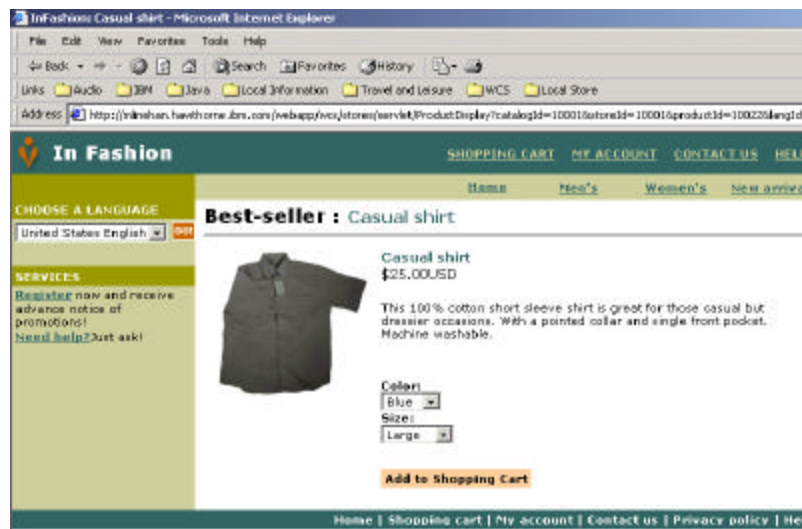 InFashion: Casual shirt - Microsoft Internet Explorer
File Edit View Favorites Tools Help
Back Search Favorites History
Links Audio IBM Java Local Information Travel and Leisure WCS Local Store
Address
In Fashion
SHOPPING CART MY ACCOUNT CONTACT US
Home Men's Women's New
CHOOSE A LANGUAGE
United States English GO!
Best-seller : Casual shirt
SERVICES
Register now and receive
advance notice of
promotions!
Need help? Just ask!
Casual shirt
$25.00USD
This 100% cotton short sleeve shirt is great for those casual but
dressier occasions. With a pointed collar and single front pocket.
Machine washable.
Color:
Blue
Size:
Large
Add to Shopping Cart
Home | Shopping cart | My account | Contact us | Privacy policy |